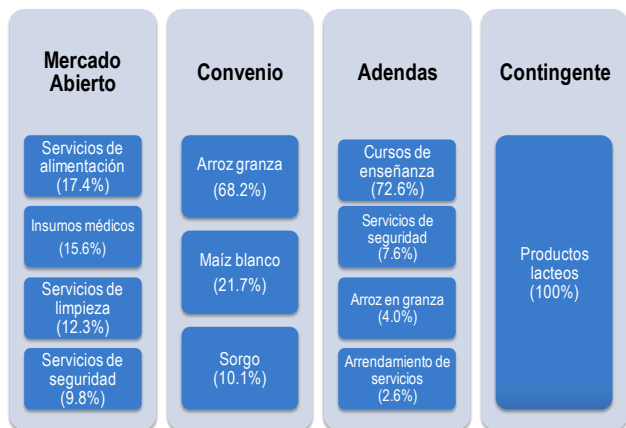 Mercado
Abierto
Servicios de
alimentación
(17.4%)
Insumos médicos
(15.6%)
Servicios de
limpieza
(12.3%)
Servicios de
seguridad
(9.8%)
Convenio
Arroz granza
(68.2%)
Maíz blanco
(21.7%)
Sorgo
(10.1%)
Adendas
Cursos de
enseñanza
(72.6%)
Servicios de
seguridad
(7.6%)
Arroz en granza
(4.0%)
Arrendamiento de
servicios
(2.6%)
Contingente
Productos
lacteos
(100%)